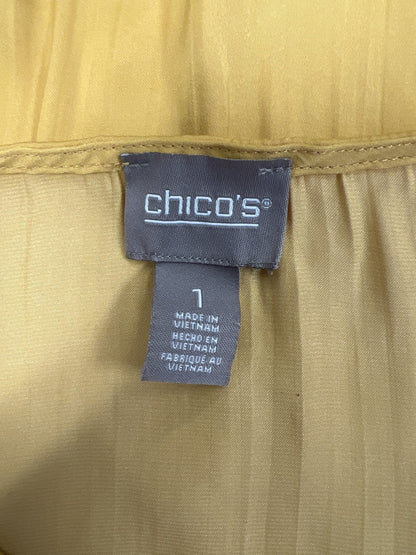 chico's®
1
MADE IN
VIETNAM
HECHO EN
VIETNAM
FABRIQUÉ AU
VIETNAM